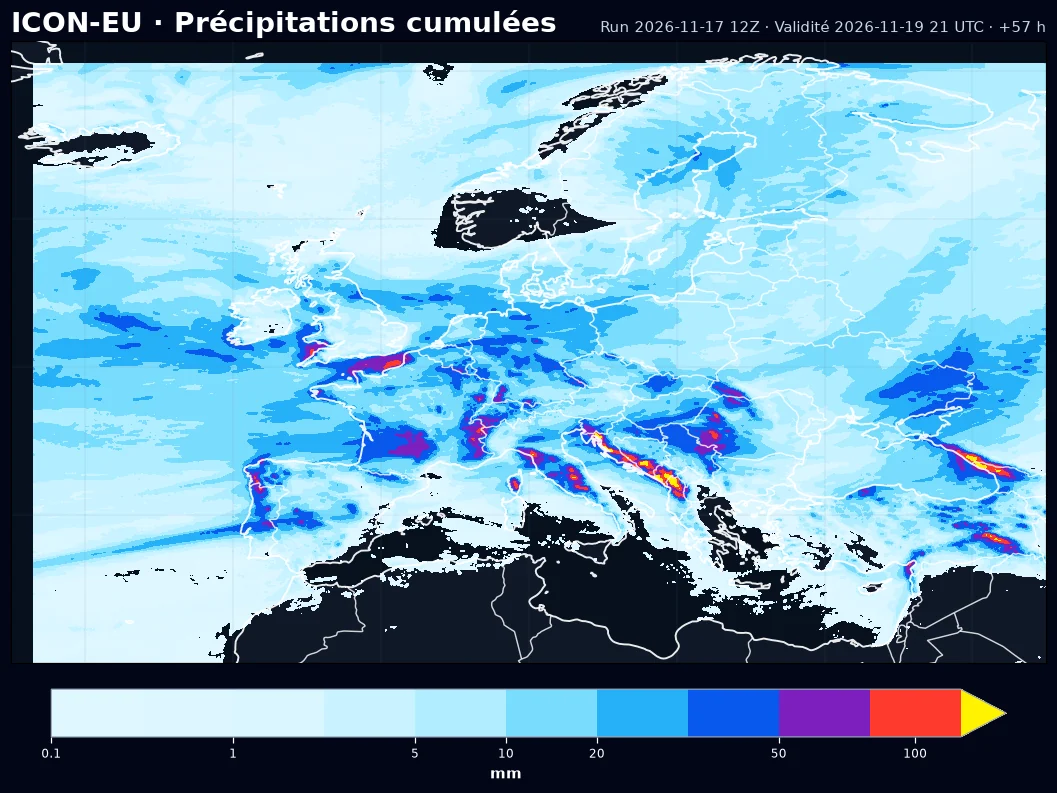 ICON-EU · Précipitations cumulées
Run 2026-11-17 12Z · Validité 2026-11-19 21 UTC · +57 h
0.1 1 5 10 20 50 100
mm